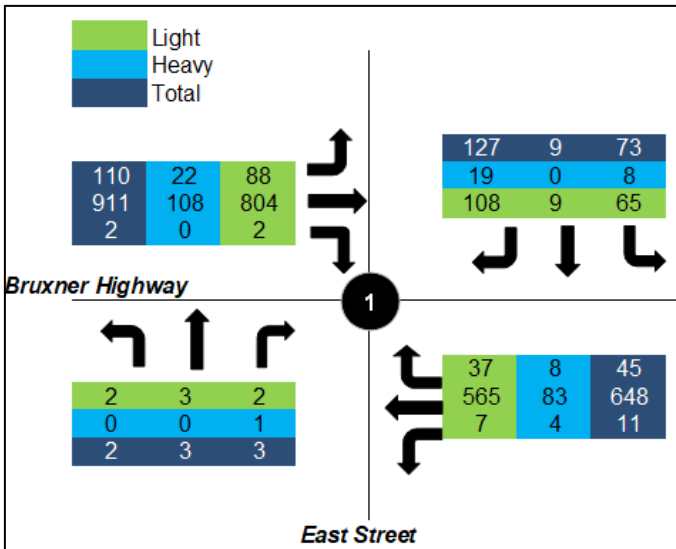 Light
Heavy
Total
127 9 73
19 0 8
108 9 65
110 22 88
911 108 804
2 0 2
Bruxner Highway
1
2 3 2
0 0 1
2 3 3
37 8 45
565 83 648
7 4 11
East Street